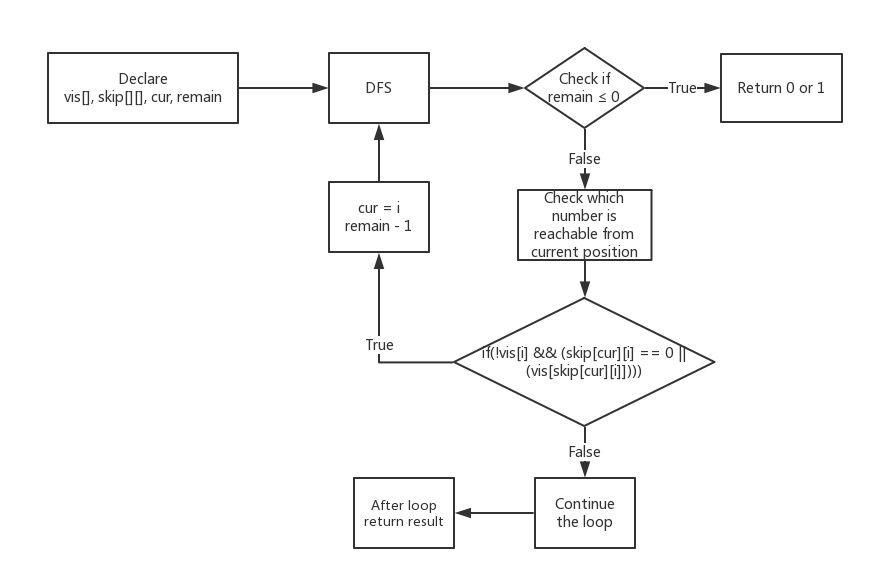 Declare
vis[], skip[][], cur, remain
DFS
Check if
remain ≤ 0
True
Return 0 or 1
False
Check which
number is
reachable from
current position
cur = i
remain - 1
True
if(!vis[i] && (skip[cur][i] == 0 ||
(vis[skip[cur][i]])))
False
After loop
return result
Continue
the loop